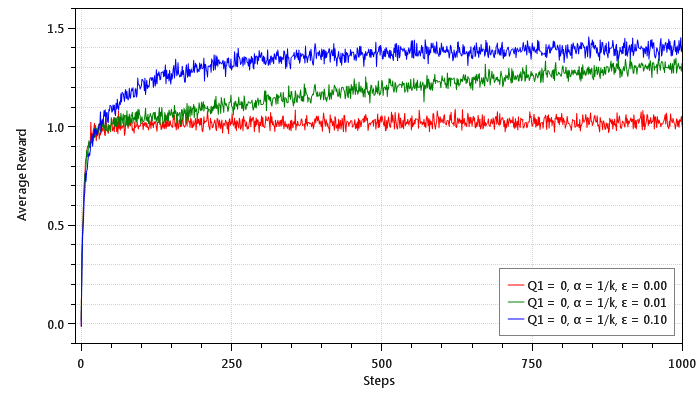 1.5
1.0
0.5
0.0
Average Reward
Q1 = 0, α = 1/k, ε = 0.00
Q1 = 0, α = 1/k, ε = 0.01
Q1 = 0, α = 1/k, ε = 0.10
0 250 500 750 1000
Steps